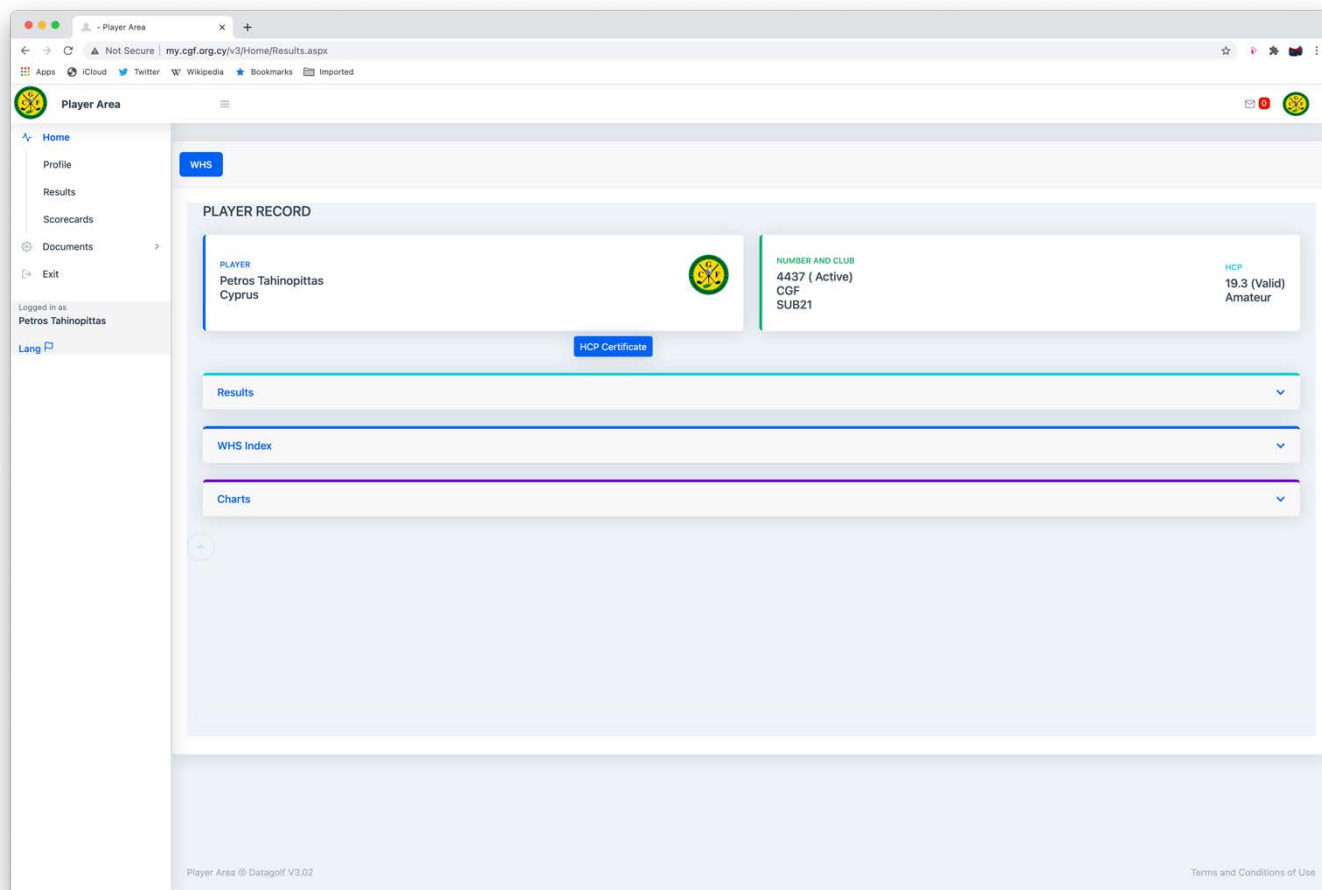 - Player Area
Not Secure my.cgf.org.cy/v3/Home/Results.aspx
Apps iCloud Twitter Wikipedia Bookmarks Imported
Player Area
0
Home
Profile
Results
Scorecards
Documents
Exit
Logged in as
Petros Tahinopittas
Lang
WHS
PLAYER RECORD
PLAYER
Petros Tahinopittas
Cyprus
C G F
NUMBER AND CLUB
4437 ( Active)
CGF
SUB21
HCP
19.3 (Valid)
Amateur
HCP Certificate
Results
WHS Index
Charts
Player Area © Datagolf V3.02
Terms and Conditions of Use